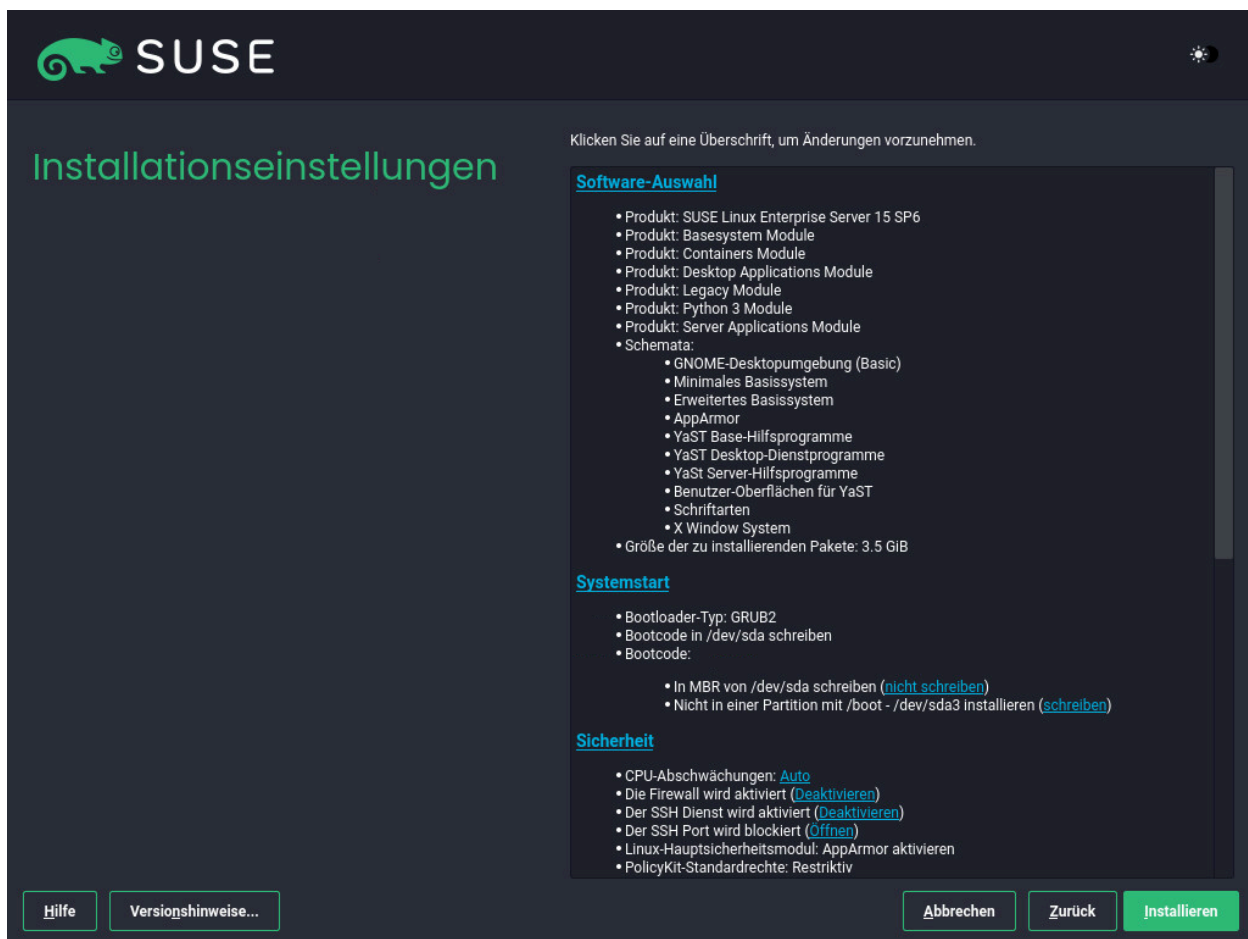 SUSE
Installationseinstellungen
Klicken Sie auf eine Überschrift, um Änderungen vorzunehmen.
Software-Auswahl
• Produkt: SUSE Linux Enterprise Server 15 SP6
• Produkt: Basesystem Module
• Produkt: Containers Module
• Produkt: Desktop Applications Module
• Produkt: Legacy Module
• Produkt: Python 3 Module
• Produkt: Server Applications Module
• Schemata:
• GNOME-Desktopumgebung (Basic)
• Minimales Basissystem
• Erweitertes Basissystem
• AppArmor
• YaST Base-Hilfsprogramme
• YaST Desktop-Dienstprogramme
• YaSt Server-Hilfsprogramme
• Benutzer-Oberflächen für YaST
• Schriftarten
• X Window System
• Größe der zu installierenden Pakete: 3.5 GiB
Systemstart
• Bootloader-Typ: GRUB2
• Bootcode in /dev/sda schreiben
• Bootcode:
• In MBR von /dev/sda schreiben (nicht schreiben)
• Nicht in einer Partition mit /boot - /dev/sda3 installieren (schreiben)
Sicherheit
• CPU-Abschwächungen: Auto
• Die Firewall wird aktiviert (Deaktivieren)
• Der SSH Dienst wird aktiviert (Deaktivieren)
• Der SSH Port wird blockiert (Öffnen)
• Linux-Hauptsicherheitsmodul: AppArmor aktivieren
• PolicyKit-Standardrechte: Restriktiv
Hilfe
Versionshinweise...
Abbrechen
Zurück
Installieren